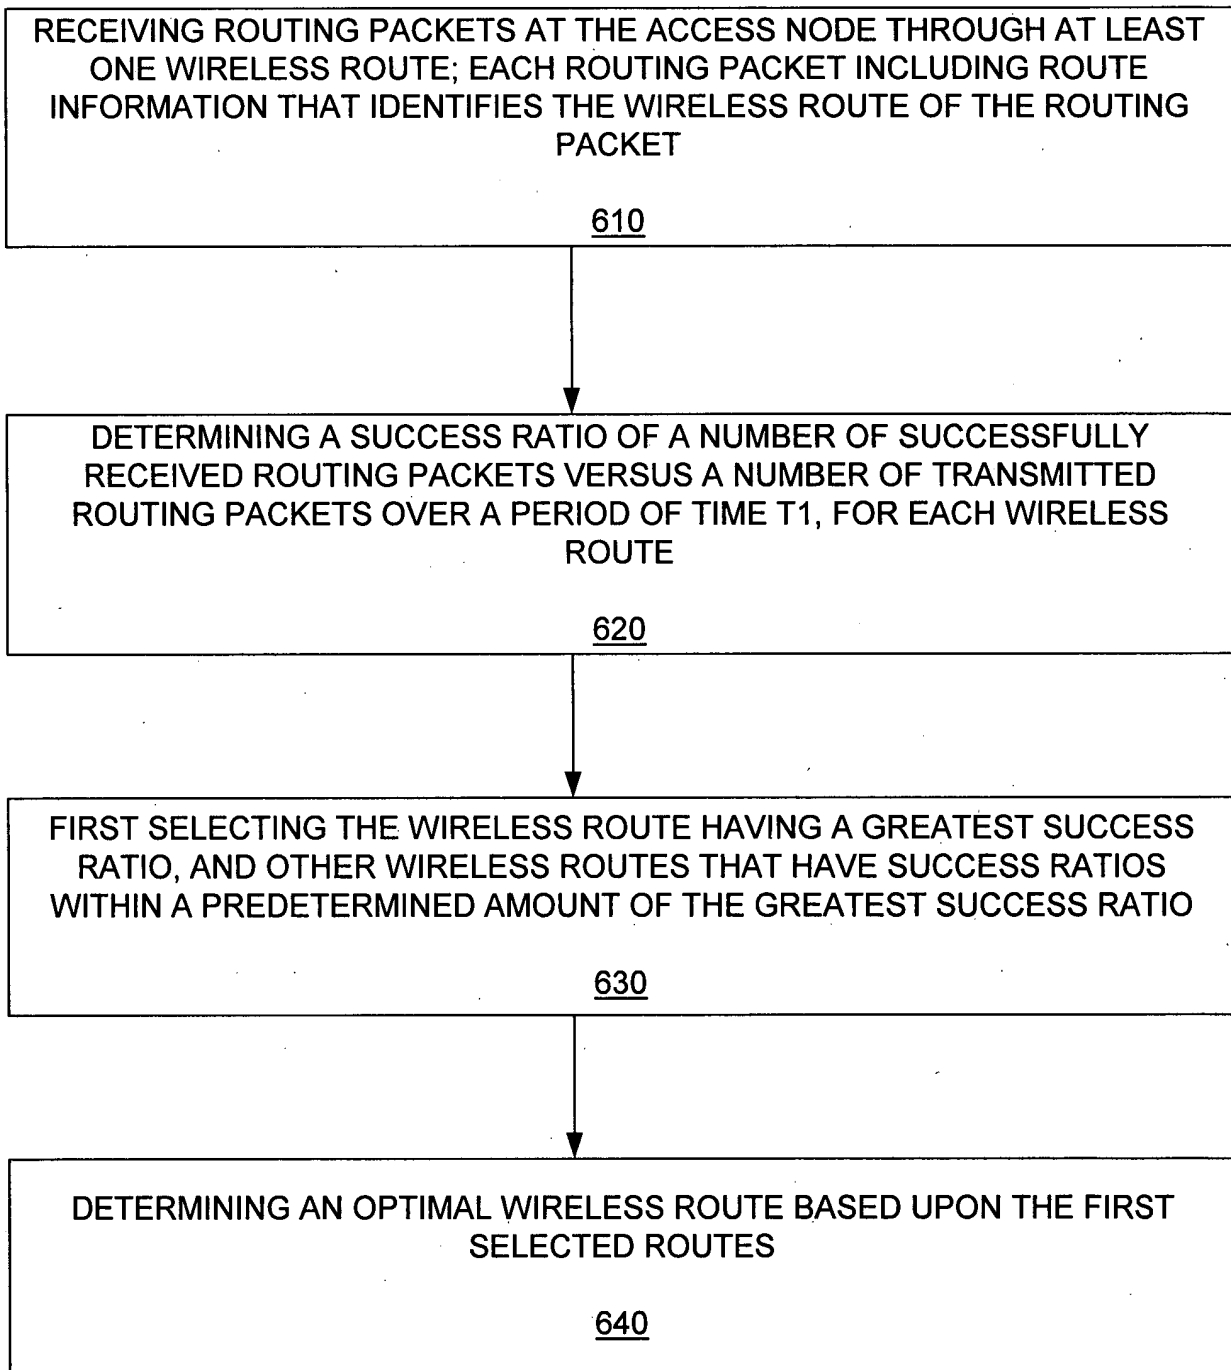 RECEIVING ROUTING PACKETS AT THE ACCESS NODE THROUGH AT LEAST
ONE WIRELESS ROUTE; EACH ROUTING PACKET INCLUDING ROUTE
INFORMATION THAT IDENTIFIES THE WIRELESS ROUTE OF THE ROUTING
PACKET
610
DETERMINING A SUCCESS RATIO OF A NUMBER OF SUCCESSFULLY
RECEIVED ROUTING PACKETS VERSUS A NUMBER OF TRANSMITTED
ROUTING PACKETS OVER A PERIOD OF TIME T1, FOR EACH WIRELESS
ROUTE
620
FIRST SELECTING THE WIRELESS ROUTE HAVING A GREATEST SUCCESS
RATIO, AND OTHER WIRELESS ROUTES THAT HAVE SUCCESS RATIOS
WITHIN A PREDETERMINED AMOUNT OF THE GREATEST SUCCESS RATIO
630
DETERMINING AN OPTIMAL WIRELESS ROUTE BASED UPON THE FIRST
SELECTED ROUTES
640